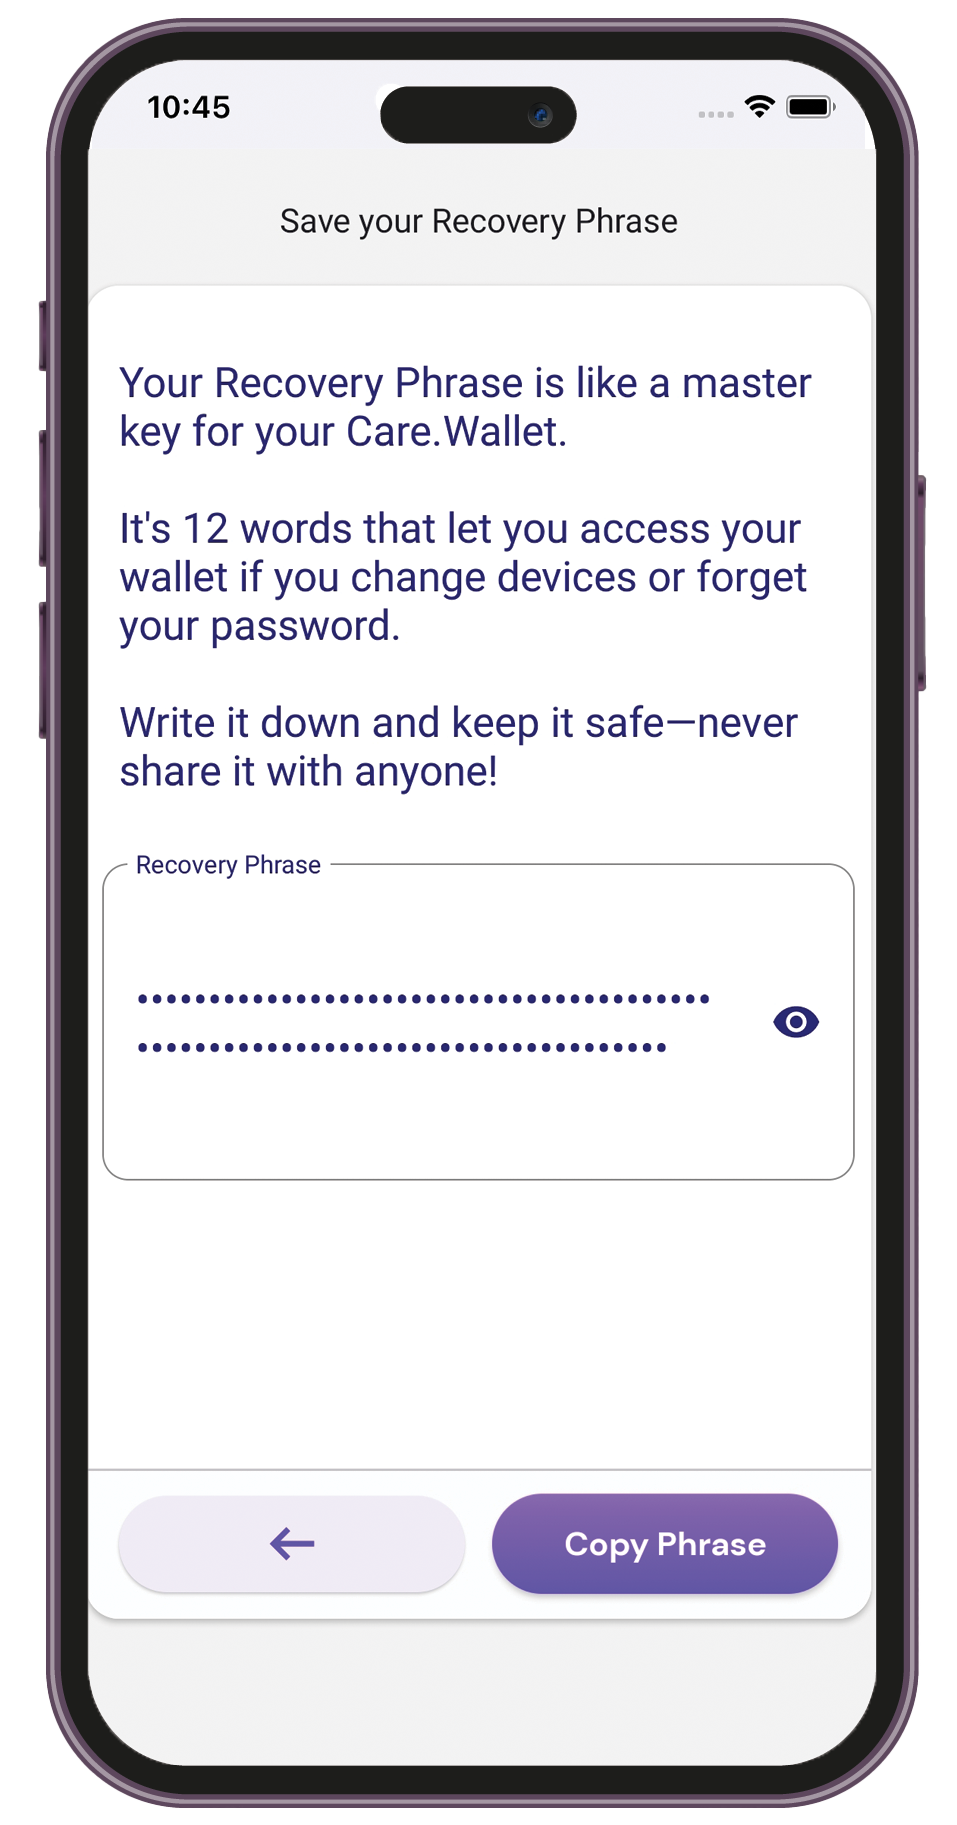 10:45
Save your Recovery Phrase
Your Recovery Phrase is like a master
key for your Care.Wallet.
It's 12 words that let you access your
wallet if you change devices or forget
your password.
Write it down and keep it safe—never
share it with anyone!
Recovery Phrase
••••••••••••••••••••••••••••••••••••••••
•••••••••••••••••••••••••••••••••••••
Copy Phrase